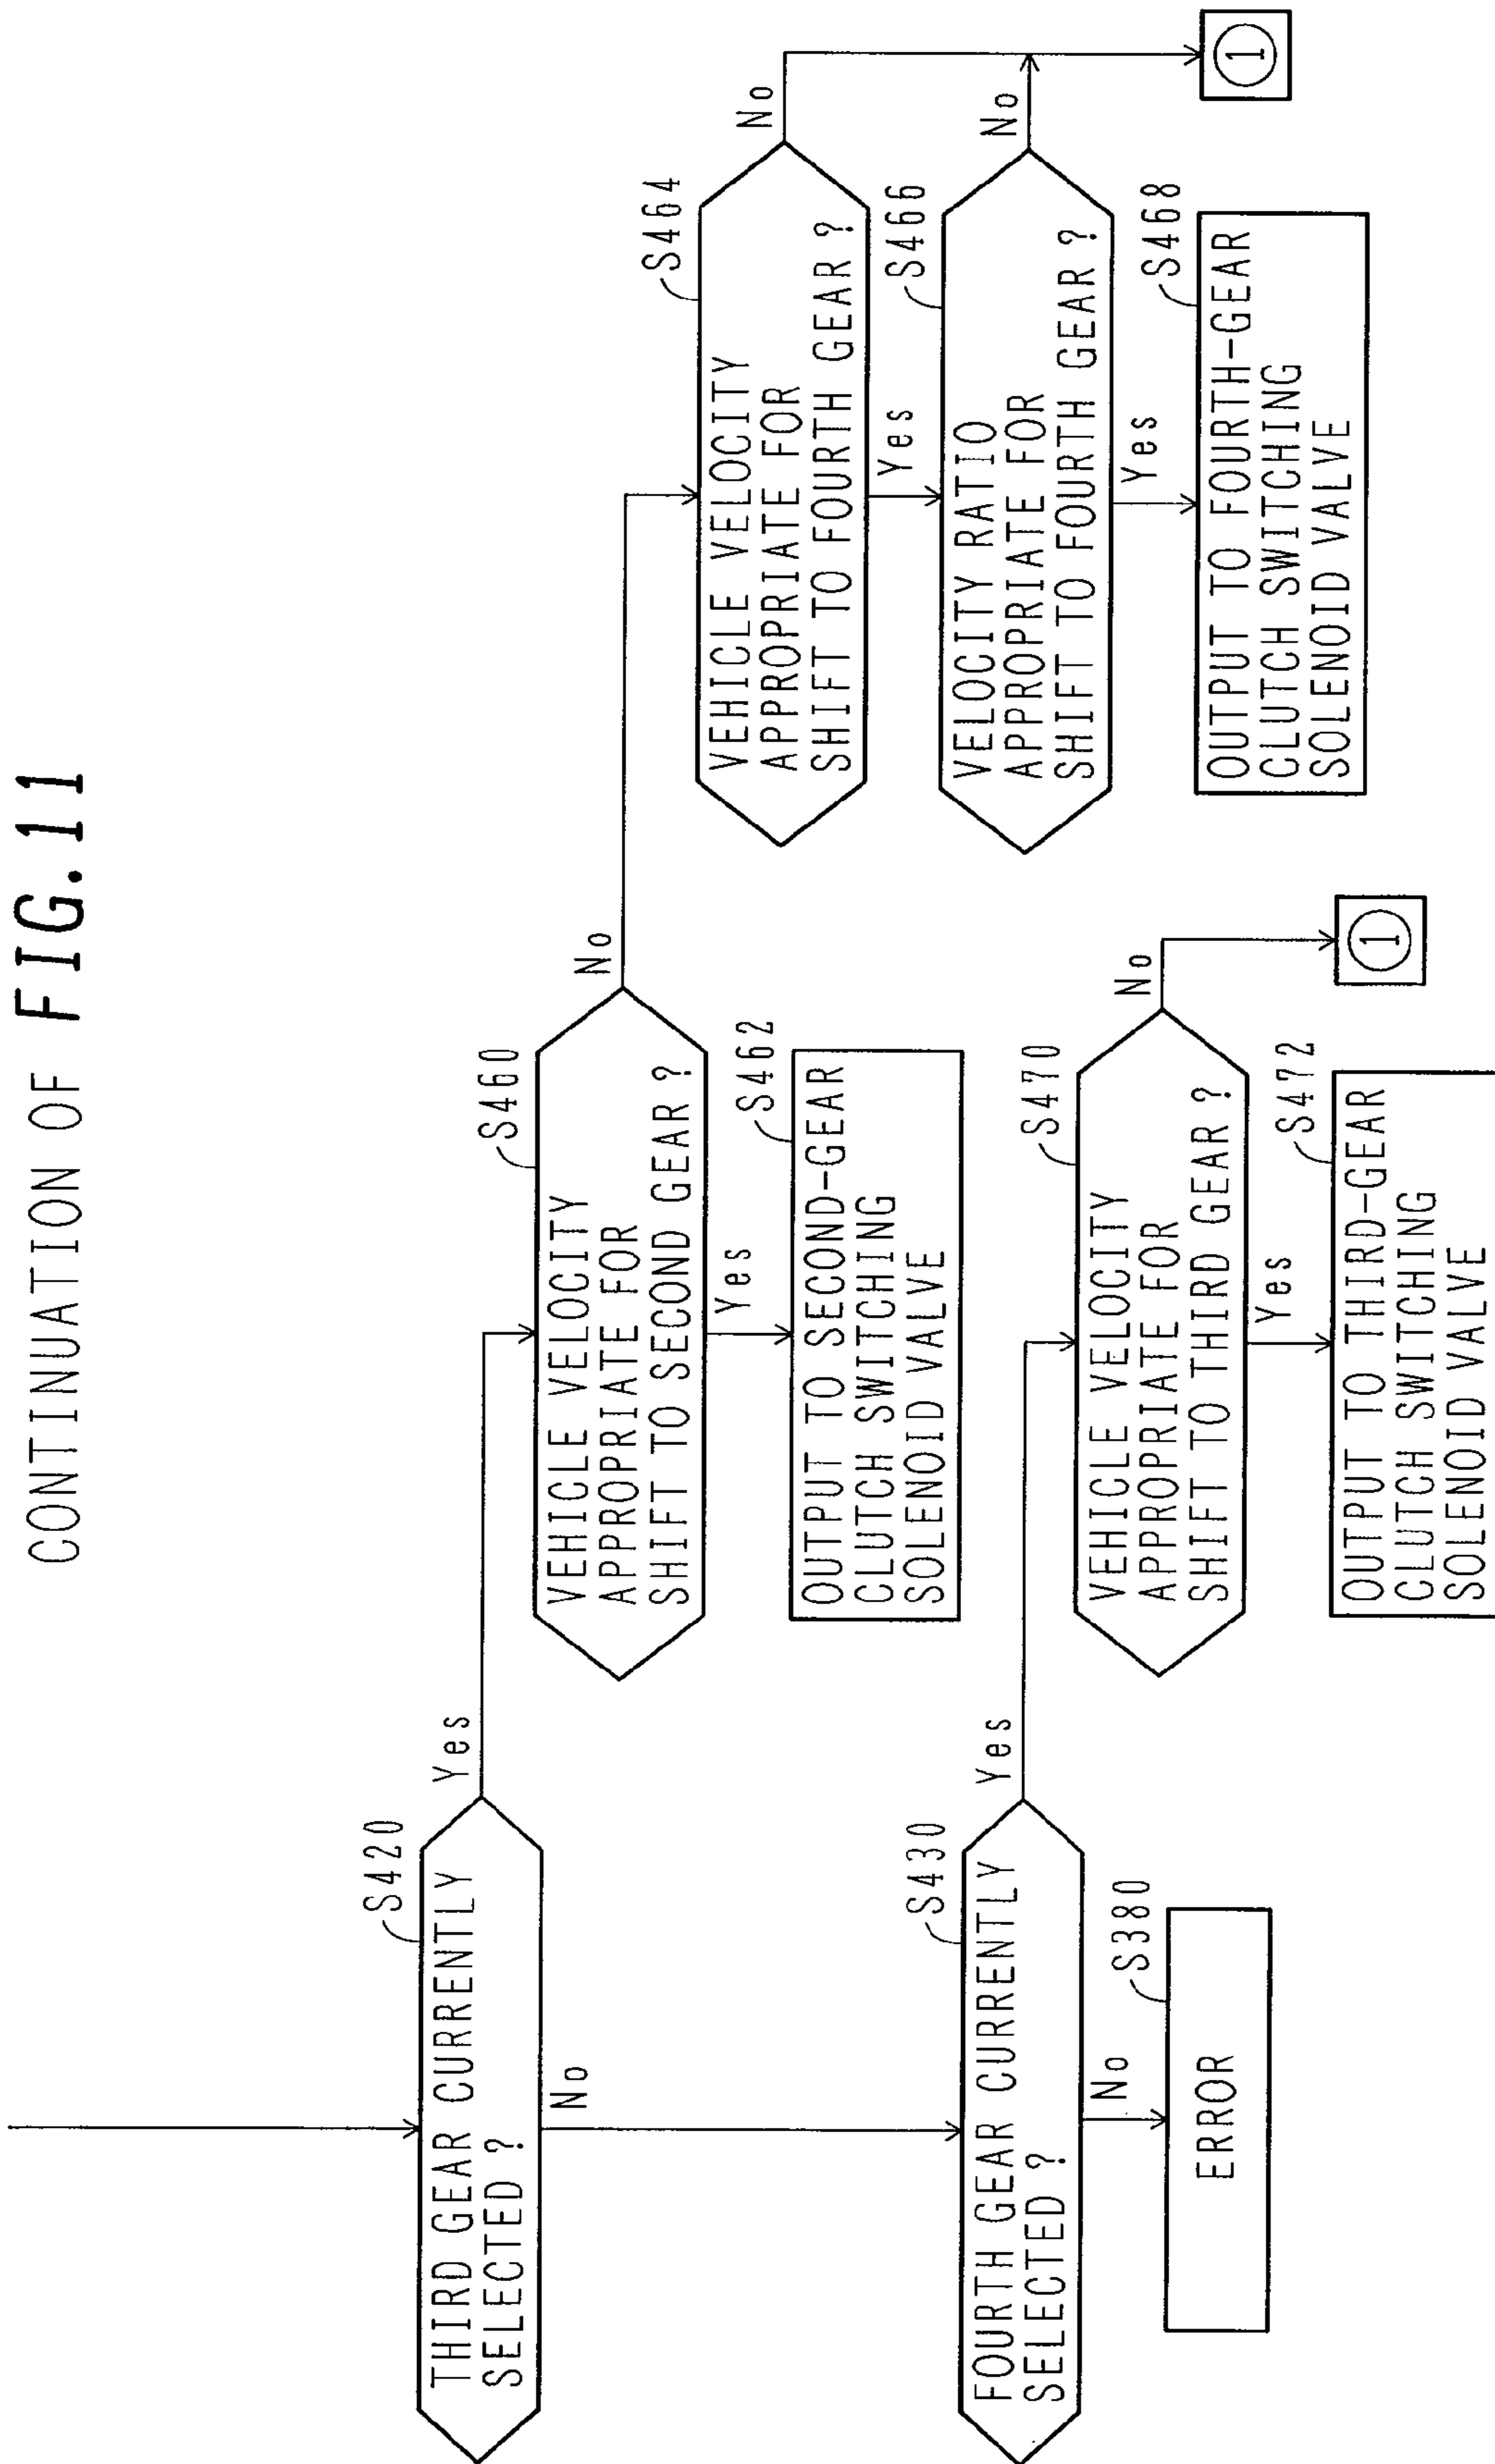 CONTINUATION OF FIG.11
S420
THIRD GEAR CURRENTLY
SELECTED ?
Yes
No
S460
VEHICLE VELOCITY
APPROPRIATE FOR
SHIFT TO SECOND GEAR ?
No
Yes
S462
OUTPUT TO SECOND-GEAR
CLUTCH SWITCHING
SOLENOID VALVE
S464
VEHICLE VELOCITY
APPROPRIATE FOR
SHIFT TO FOURTH GEAR ?
No
Yes
S466
VELOCITY RATIO
APPROPRIATE FOR
SHIFT TO FOURTH GEAR ?
No
Yes
S468
OUTPUT TO FOURTH-GEAR
CLUTCH SWITCHING
SOLENOID VALVE
1
S430
FOURTH GEAR CURRENTLY
SELECTED ?
Yes
No
S380
ERROR
S470
VEHICLE VELOCITY
APPROPRIATE FOR
SHIFT TO THIRD GEAR ?
No
Yes
S472
OUTPUT TO THIRD-GEAR
CLUTCH SWITCHING
SOLENOID VALVE
1